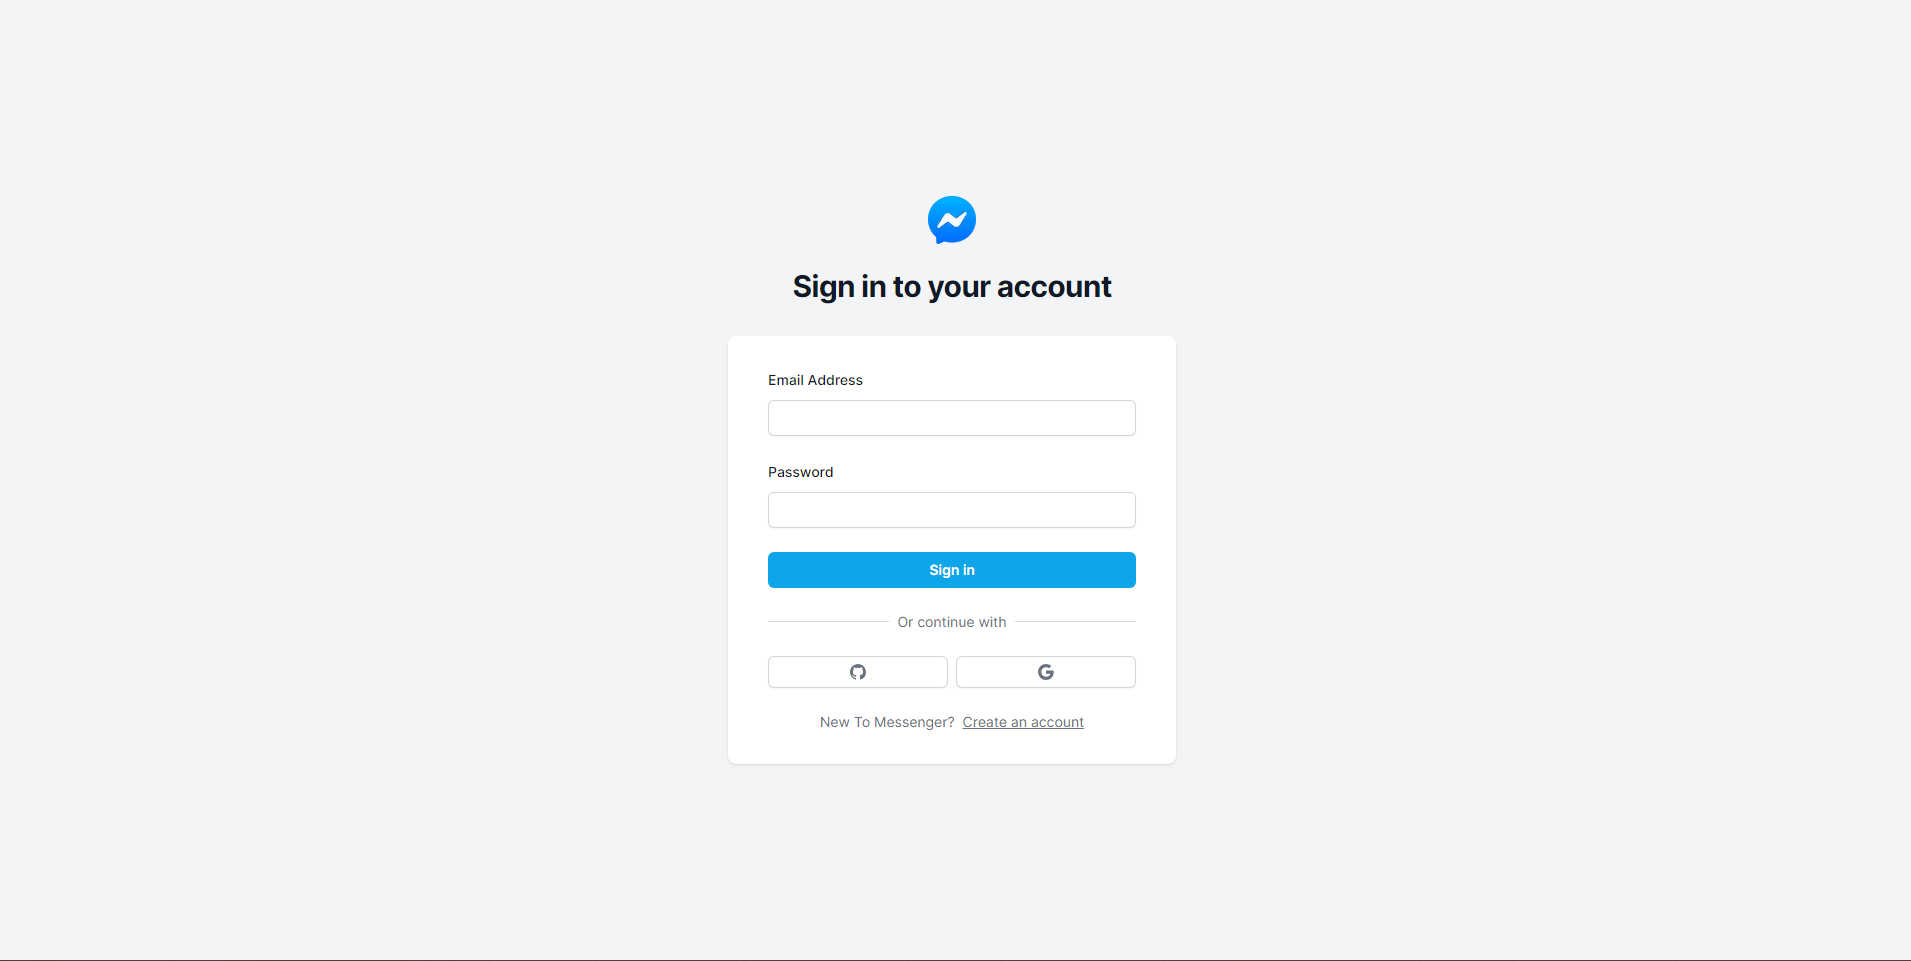 Sign in to your account
Email Address
Password
Sign in
Or continue with
New To Messenger? Create an account